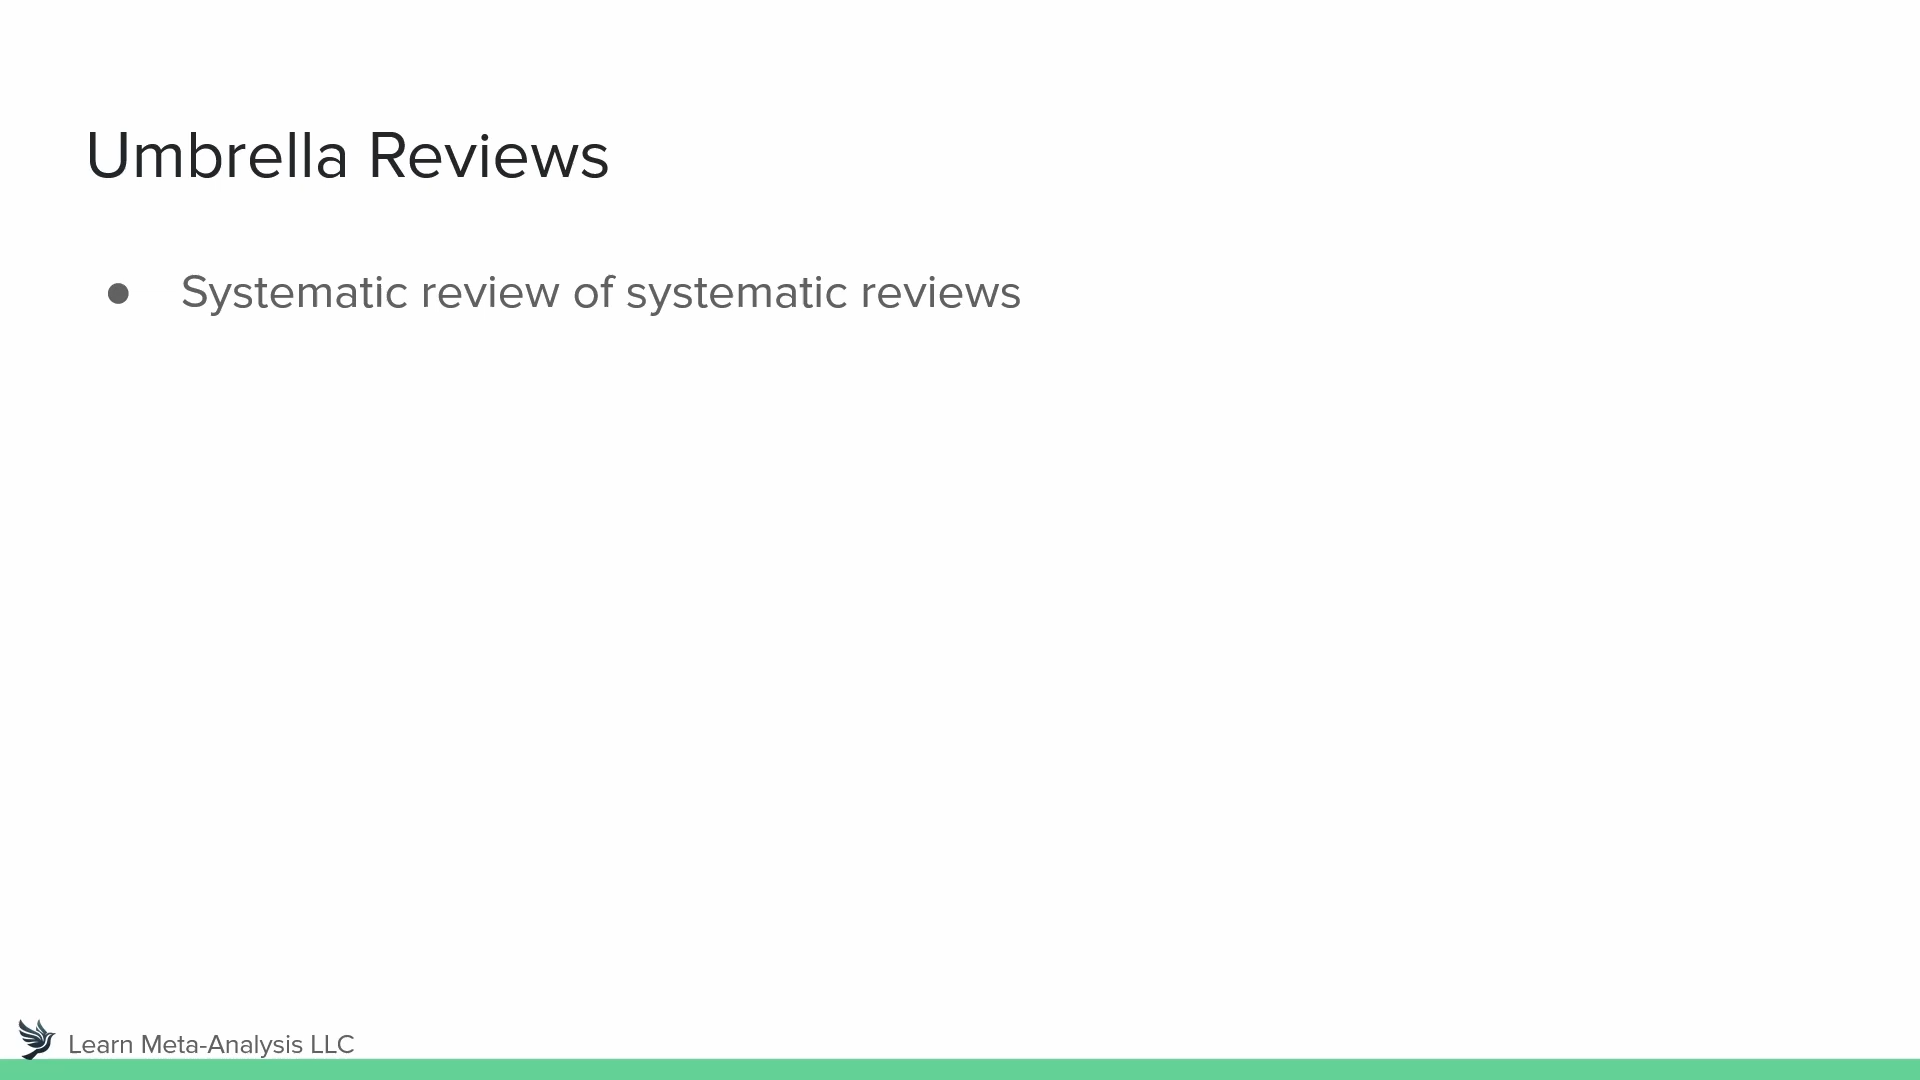 Umbrella Reviews
● Systematic review of systematic reviews
Learn Meta-Analysis LLC